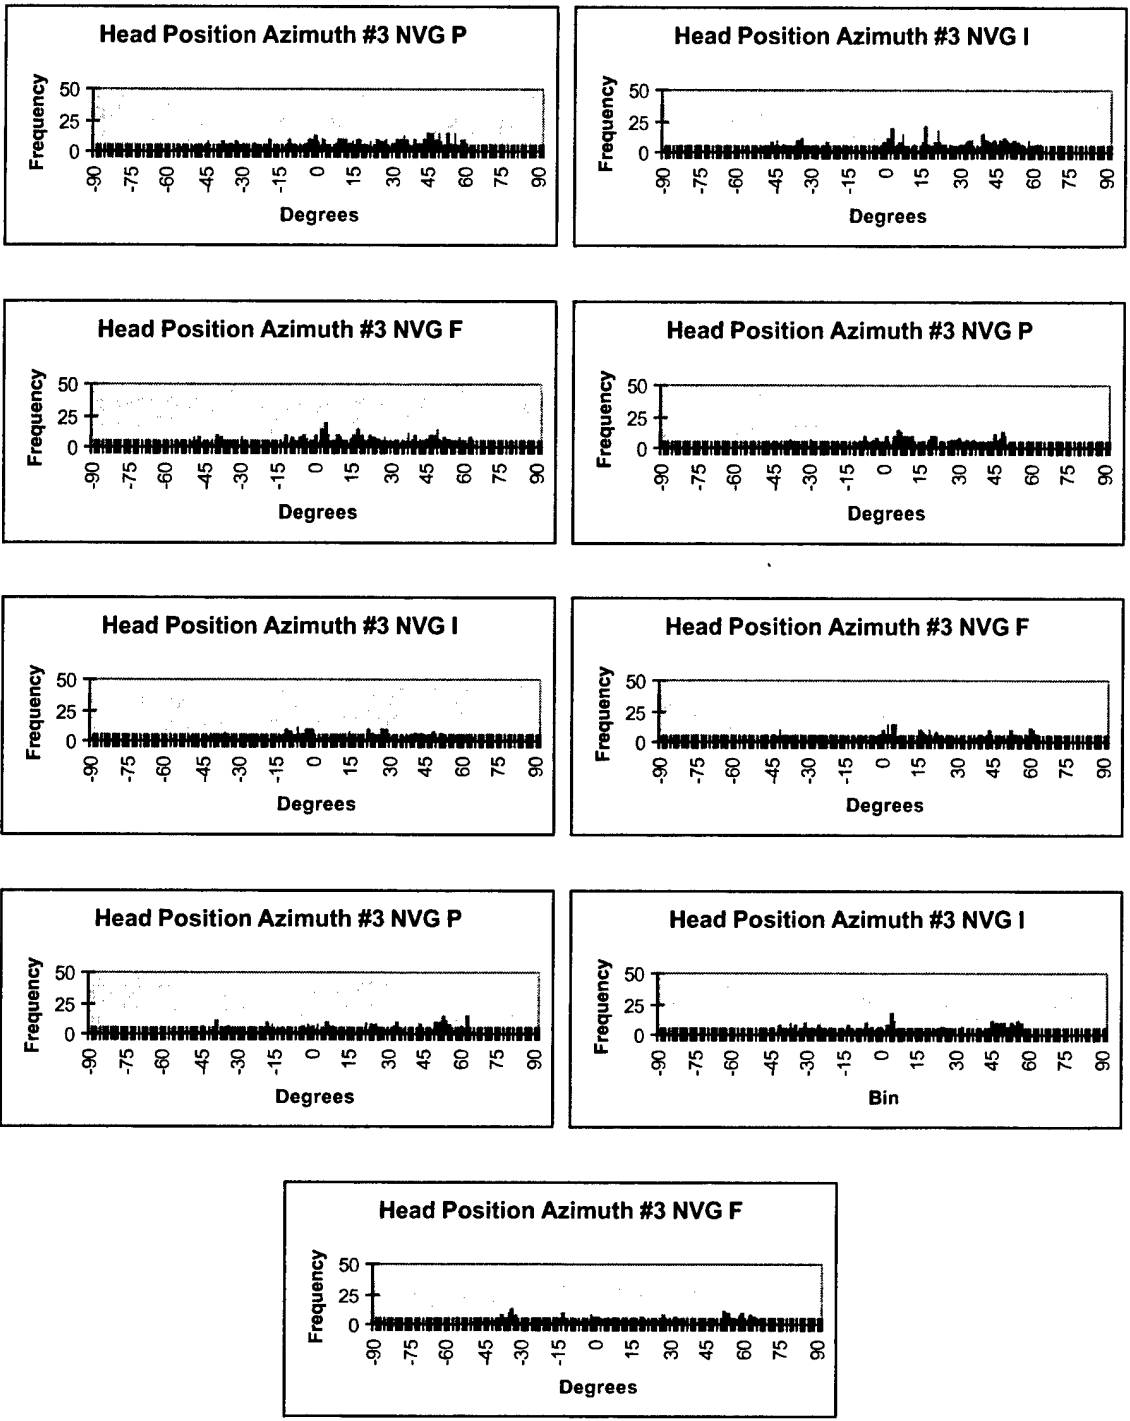 Head Position Azimuth #3 NVG P
Frequency
50
25
0
-90 -75 -60 -45 -30 -15 0 15 30 45 60 75 90
Degrees
Head Position Azimuth #3 NVG I
Frequency
50
25
0
-90 -75 -60 -45 -30 -15 0 15 30 45 60 75 90
Degrees
Head Position Azimuth #3 NVG F
Frequency
50
25
0
-90 -75 -60 -45 -30 -15 0 15 30 45 60 75 90
Degrees
Head Position Azimuth #3 NVG P
Frequency
50
25
0
-90 -75 -60 -45 -30 -15 0 15 30 45 60 75 90
Degrees
Head Position Azimuth #3 NVG I
Frequency
50
25
0
-90 -75 -60 -45 -30 -15 0 15 30 45 60 75 90
Degrees
Head Position Azimuth #3 NVG F
Frequency
50
25
0
-90 -75 -60 -45 -30 -15 0 15 30 45 60 75 90
Degrees
Head Position Azimuth #3 NVG P
Frequency
50
25
0
-90 -75 -60 -45 -30 -15 0 15 30 45 60 75 90
Degrees
Head Position Azimuth #3 NVG I
Frequency
50
25
0
-90 -75 -60 -45 -30 -15 0 15 30 45 60 75 90
Bin
Head Position Azimuth #3 NVG F
Frequency
50
25
0
-90 -75 -60 -45 -30 -15 0 15 30 45 60 75 90
Degrees